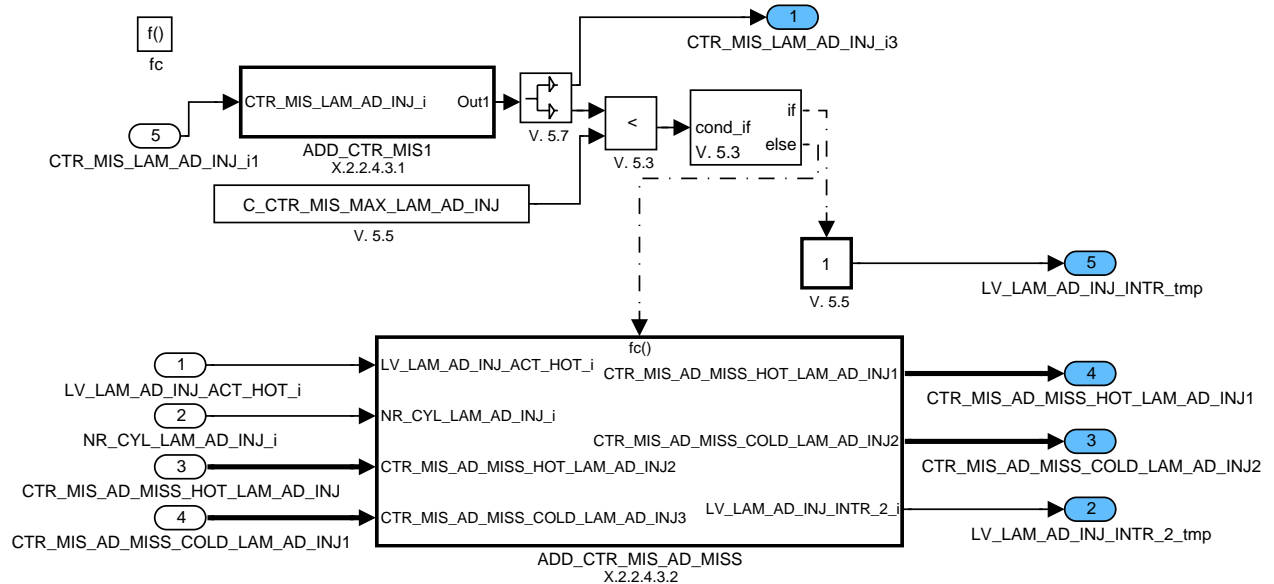 1
CTR_MIS_LAM_AD_INJ_i3
f()
fc
CTR_MIS_LAM_AD_INJ_i
Out1
5
CTR_MIS_LAM_AD_INJ_i1
ADD_CTR_MIS1
X.2.2.4.3.1
V. 5.7
<
V. 5.3
cond_if
V. 5.3
if
else
C_CTR_MIS_MAX_LAM_AD_INJ
V. 5.5
1
V. 5.5
5
LV_LAM_AD_INJ_INTR_tmp
fc()
1
LV_LAM_AD_INJ_ACT_HOT_i
2
NR_CYL_LAM_AD_INJ_i
3
CTR_MIS_AD_MISS_HOT_LAM_AD_INJ
4
CTR_MIS_AD_MISS_COLD_LAM_AD_INJ1
LV_LAM_AD_INJ_ACT_HOT_i
NR_CYL_LAM_AD_INJ_i
CTR_MIS_AD_MISS_HOT_LAM_AD_INJ2
CTR_MIS_AD_MISS_COLD_LAM_AD_INJ3
CTR_MIS_AD_MISS_HOT_LAM_AD_INJ1
CTR_MIS_AD_MISS_COLD_LAM_AD_INJ2
LV_LAM_AD_INJ_INTR_2_i
4
CTR_MIS_AD_MISS_HOT_LAM_AD_INJ1
3
CTR_MIS_AD_MISS_COLD_LAM_AD_INJ2
2
LV_LAM_AD_INJ_INTR_2_tmp
ADD_CTR_MIS_AD_MISS
X.2.2.4.3.2